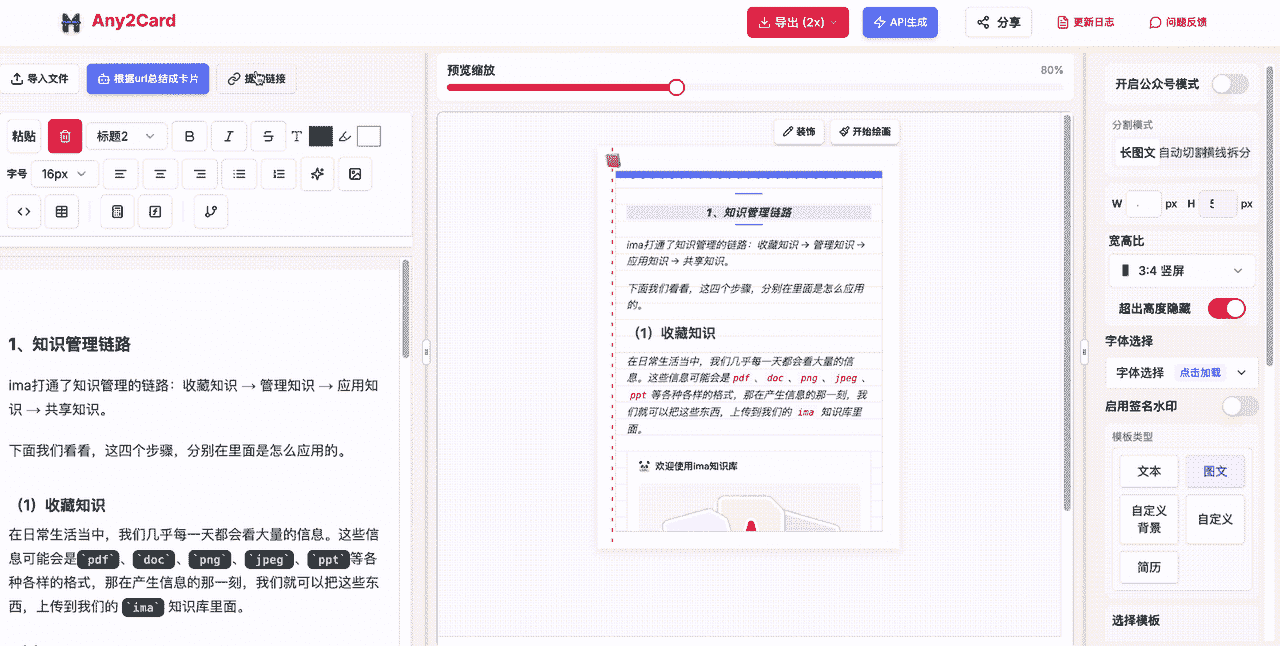 Any2Card
导出 (2x)
API生成
分享
更新日志
问题反馈
导入文件
根据url总结成卡片
链接
粘贴
标题2
B
I
S
T
字号
16px
1、知识管理链路
ima打通了知识管理的链路：收藏知识 → 管理知识 → 应用知
识 → 共享知识。
下面我们看看，这四个步骤，分别在里面是怎么应用的。
（1）收藏知识
在日常生活当中，我们几乎每一天都会看大量的信息。这些信
息可能会是`pdf`、`doc`、`png`、`jpeg`、`ppt`等各
种各样的格式，那在产生信息的那一刻，我们就可以把这些东
西，上传到我们的 `ima` 知识库里面。
预览缩放
80%
装饰
开始绘画
1、知识管理链路
ima打通了知识管理的链路：收藏知识 → 管理知识 →
应用知识 → 共享知识。
下面我们看看，这四个步骤，分别在里面是怎么应用
的。
（1）收藏知识
在日常生活当中，我们几乎每一天都会看大量的信
息。这些信息可能会是 pdf 、 doc 、 png 、 jpeg 、
ppt 等各种各样的格式，那在产生信息的那一刻，我
们就可以把这些东西，上传到我们的 ima 知识库里
面。
欢迎使用ima知识库
开启公众号模式
分割模式
长图文 自动切割 横线拆分
W px H 5 px
宽高比
3:4 竖屏
超出高度隐藏
字体选择
字体选择 点击加载
启用签名水印
模板类型
文本
图文
自定义
背景
自定义
简历
选择模板